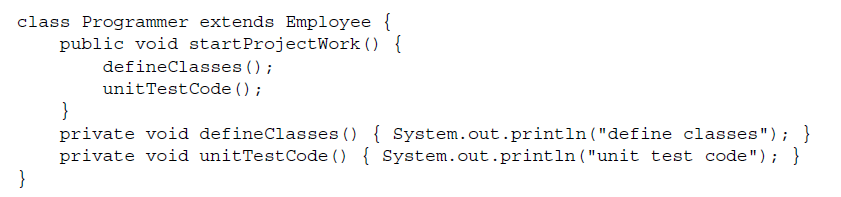 class Programmer extends Employee {
    public void startProjectWork() {
        defineClasses();
        unitTestCode();
    }
    private void defineClasses() { System.out.println("define classes"); }
    private void unitTestCode() { System.out.println("unit test code"); }
}